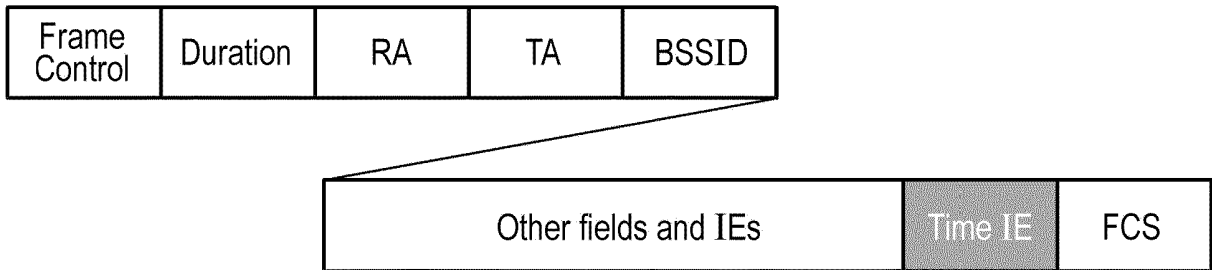 Frame
Control
Duration
RA
TA
BSSID
Other fields and IEs
Time IE
FCS